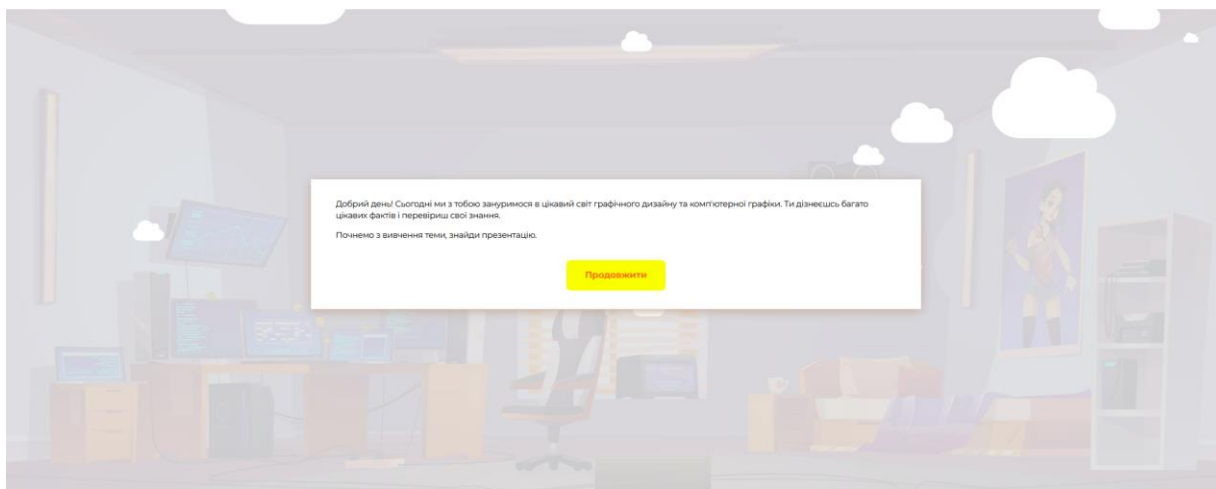 Добрий день! Сьогодні ми з тобою зануримося в цікавий світ графічного дизайну та комп'ютерної графіки. Ти дізнеєшсь багато
цікавих фактів і перевіриш свої знання.
Почнемо з вивчення теми, знайди презентацію.
Продовжити